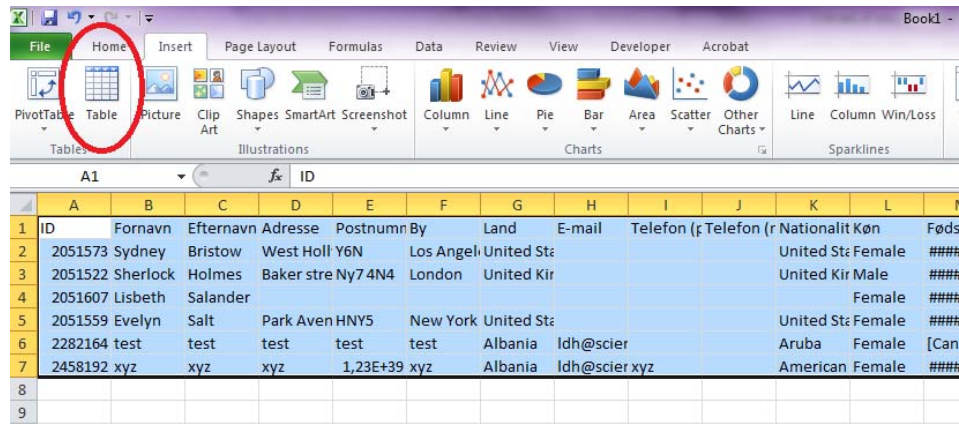 Book1 -
File Home Insert Page Layout Formulas Data Review View Developer Acrobat
PivotTable Table Picture Clip Art Shapes SmartArt Screenshot Column Line Pie Bar Area Scatter Other Charts Line Column Win/Loss
Tables Illustrations Charts Sparklines
A1 fx ID
A B C D E F G H I J K L
1 ID Fornavn Efternavn Adresse Postnumn By Land E-mail Telefon (p Telefon (r Nationalit Køn Føds
2 2051573 Sydney Bristow West Holl Y6N Los Angel United Sta United Sta Female ####
3 2051522 Sherlock Holmes Baker stre Ny7 4N4 London United Kin United Kin Male ####
4 2051607 Lisbeth Salander Female ####
5 2051559 Evelyn Salt Park Aven HNY5 New York United Sta United Sta Female ####
6 2282164 test test test test test Albania ldh@scien Aruba Female [Can
7 2458192 xyz xyz xyz 1,23E+39 xyz Albania ldh@scien xyz American Female ####
8
9